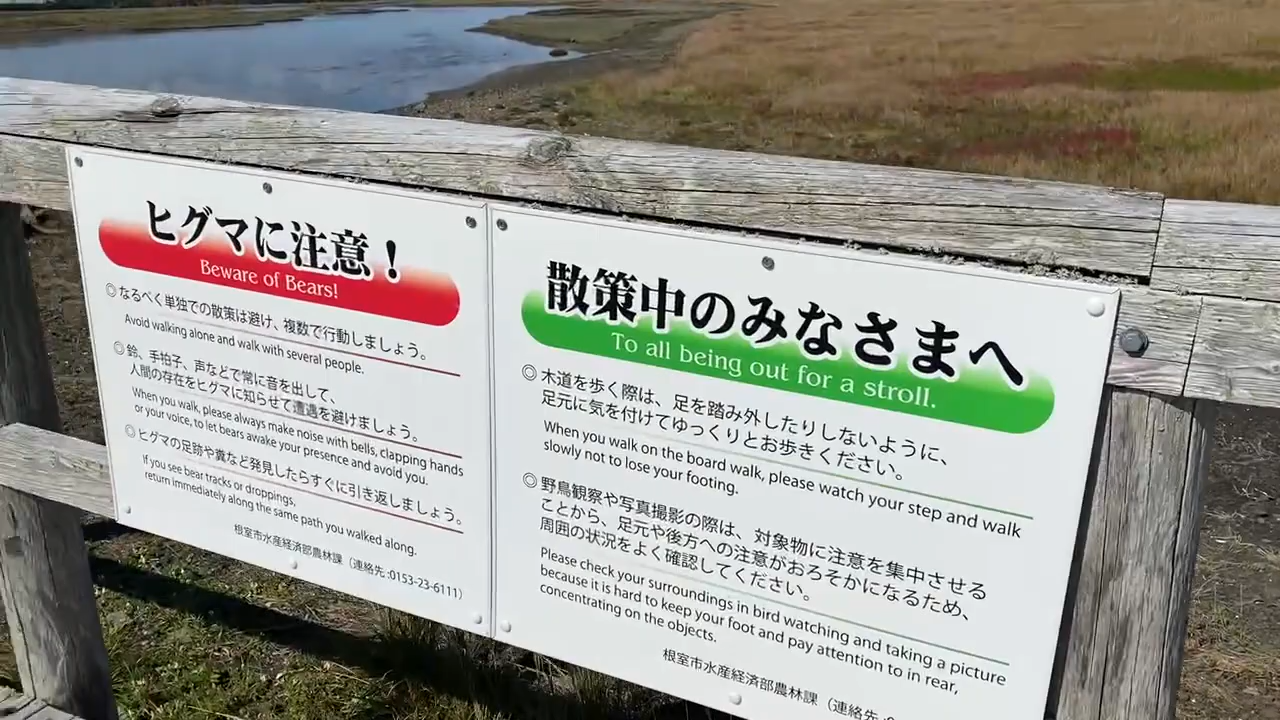 ヒグマに注意！
Beware of Bears!
◎なるべく単独での散策は避け、複数で行動しましょう。
Avoid walking alone and walk with several people.
◎鈴、手拍子、声などで常に音を出して、
人間の存在をヒグマに知らせて遭遇を避けましょう。
When you walk, please always make noise with bells, clapping hands
or your voice, to let bears awake your presence and avoid you.
◎ヒグマの足跡や糞など発見したらすぐに引き返しましょう。
If you see bear tracks or droppings,
return immediately along the same path you walked along.
根室市水産経済部農林課（連絡先:0153-23-6111）
散策中のみなさまへ
To all being out for a stroll.
◎木道を歩く際は、足を踏み外したりしないように、
足元に気を付けてゆっくりとお歩きください。
When you walk on the board walk, please watch your step and walk
slowly not to lose your footing.
◎野鳥観察や写真撮影の際は、対象物に注意を集中させる
ことから、足元や後方への注意がおろそかになるため、
周囲の状況をよく確認してください。
Please check your surroundings in bird watching and taking a picture
because it is hard to keep your foot and pay attention to in rear,
concentrating on the objects.
根室市水産経済部農林課（連絡先